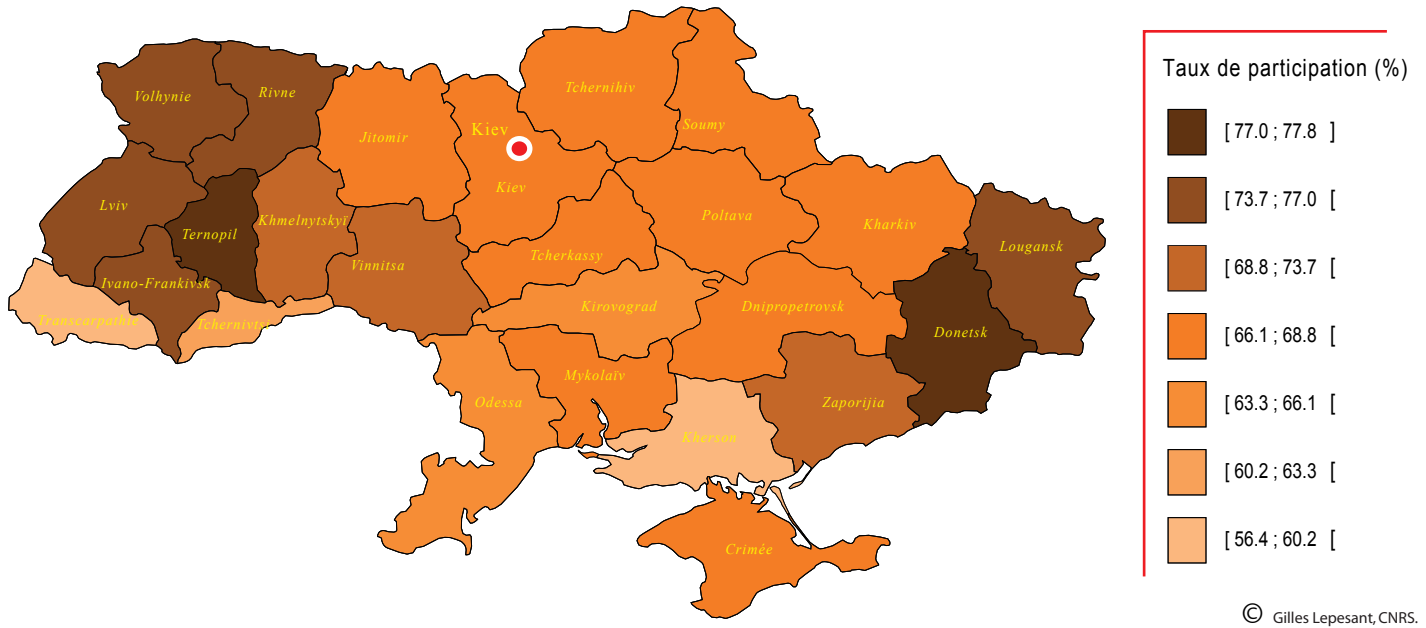 Volhynie
Rivne
Jitomir
Kiev
Kiev
Tchernihiv
Soumy
Lviv
Ternopil
Khmelnytskyï
Vinnitsa
Ivano-Frankivsk
Transcarpathie
Tchernivtsi
Tcherkassy
Poltava
Kharkiv
Lougansk
Kirovograd
Dnipropetrovsk
Donetsk
Odessa
Mykolaïv
Kherson
Zaporijia
Crimée
Taux de participation (%)
[ 77.0 ; 77.8 ]
[ 73.7 ; 77.0 [
[ 68.8 ; 73.7 [
[ 66.1 ; 68.8 [
[ 63.3 ; 66.1 [
[ 60.2 ; 63.3 [
[ 56.4 ; 60.2 [
© Gilles Lepesant, CNRS.